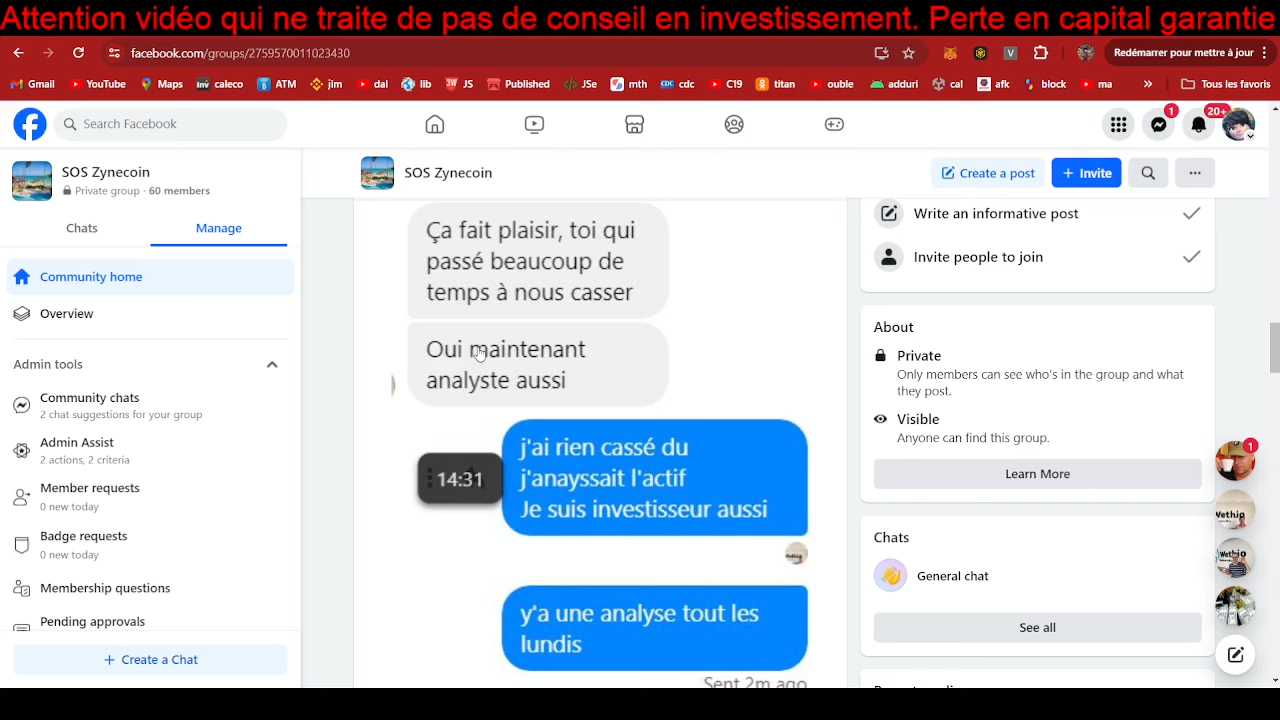 Attention vidéo qui ne traite de pas de conseil en investissement. Perte en capital garantie
facebook.com/groups/2759570011023430
Redémarrer pour mettre à jour
Gmail YouTube Maps Inv caleco ATM jim dal lib JS Published JSe mth CDC cdc C19 titan ouble adduri cal afk block ma » Tous les favoris
Search Facebook
1
20+
SOS Zynecoin
Private group · 60 members
Chats
Manage
Community home
Overview
Admin tools
Community chats
2 chat suggestions for your group
Admin Assist
2 actions, 2 criteria
Member requests
0 new today
Badge requests
0 new today
Membership questions
Pending approvals
+ Create a Chat
SOS Zynecoin
Create a post
+ Invite
Ça fait plaisir, toi qui
passé beaucoup de
temps à nous casser
Oui maintenant
analyste aussi
14:31
j'ai rien cassé du
j'anayssait l'actif
Je suis investisseur aussi
y'a une analyse tout les
lundis
Sent 2m ago
Write an informative post
Invite people to join
About
Private
Only members can see who's in the group and what
they post.
Visible
Anyone can find this group.
Learn More
Chats
General chat
See all
1